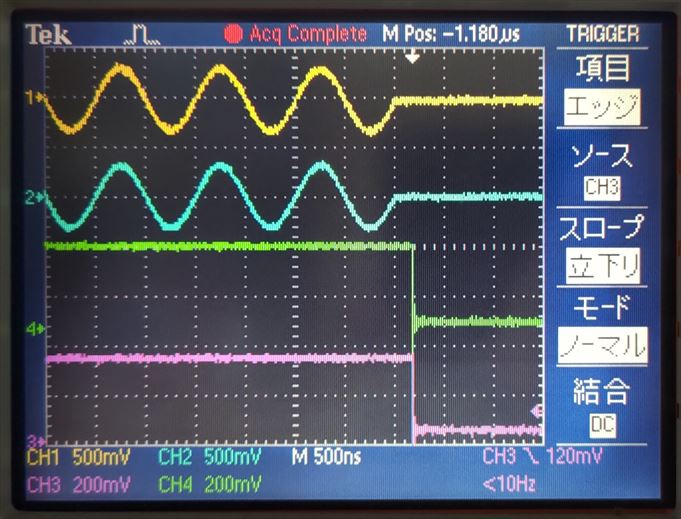 Tek Acq Complete M Pos: -1.180µs TRIGGER
項目
エッジ
ソース
CH3
スロープ
立下り
モード
ノーマル
結合
DC
1
2
4
3
CH1 500mV CH2 500mV M 500ns CH3 120mV
CH3 200mV CH4 200mV <10Hz